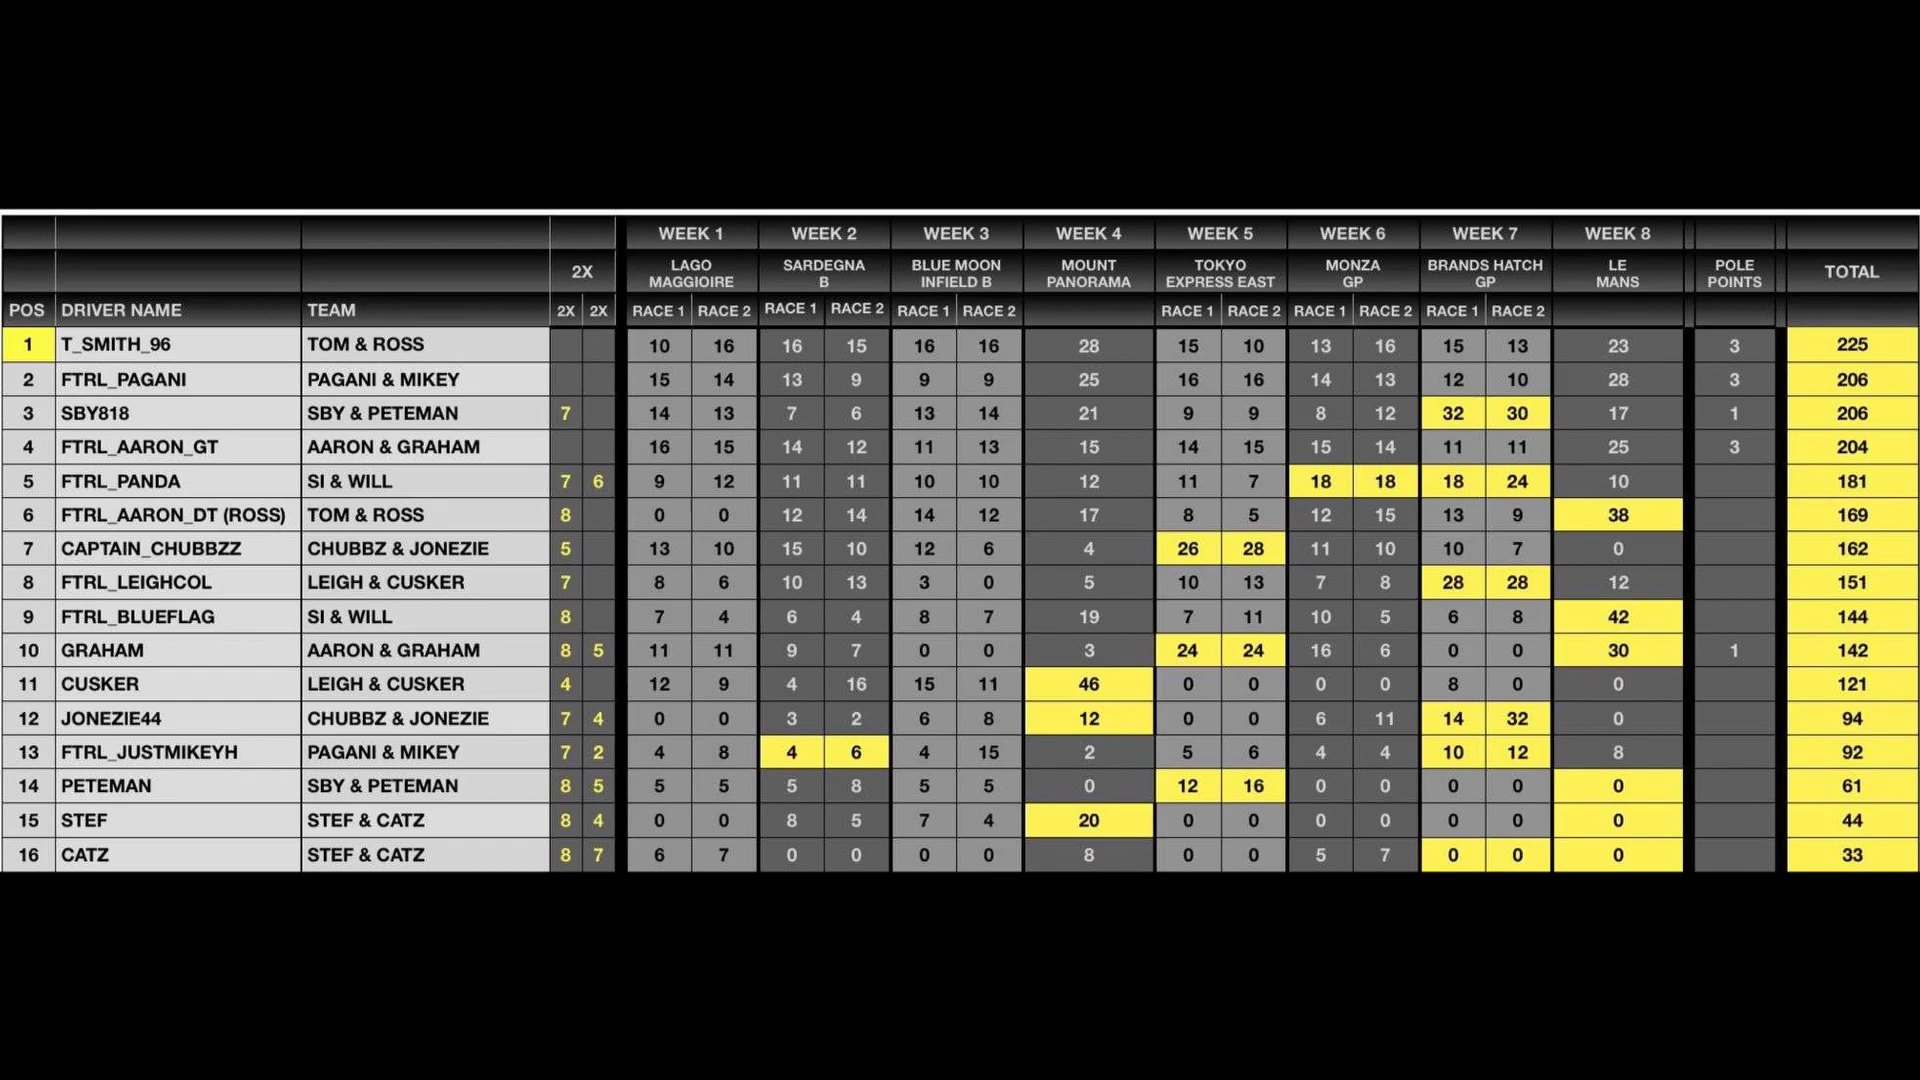 WEEK 1 WEEK 2 WEEK 3 WEEK 4 WEEK 5 WEEK 6 WEEK 7 WEEK 8
2X LAGO MAGGIOIRE SARDEGNA B BLUE MOON INFIELD B MOUNT PANORAMA TOKYO EXPRESS EAST MONZA GP BRANDS HATCH GP LE MANS POLE POINTS TOTAL
POS DRIVER NAME TEAM 2X 2X RACE 1 RACE 2 RACE 1 RACE 2 RACE 1 RACE 2 RACE 1 RACE 2 RACE 1 RACE 2 RACE 1 RACE 2
1 T_SMITH_96 TOM & ROSS 10 16 16 15 16 16 28 15 10 13 16 15 13 23 3 225
2 FTRL_PAGANI PAGANI & MIKEY 15 14 13 9 9 9 25 16 16 14 13 12 10 28 3 206
3 SBY818 SBY & PETEMAN 7 14 13 7 6 13 14 21 9 9 8 12 32 30 17 1 206
4 FTRL_AARON_GT AARON & GRAHAM 16 15 14 12 11 13 15 14 15 15 14 11 11 25 3 204
5 FTRL_PANDA SI & WILL 7 6 9 12 11 11 10 10 12 11 7 18 18 18 24 10 181
6 FTRL_AARON_DT (ROSS) TOM & ROSS 8 0 0 12 14 14 12 17 8 5 12 15 13 9 38 169
7 CAPTAIN_CHUBBZZ CHUBBZ & JONEZIE 5 13 10 15 10 12 6 4 26 28 11 10 10 7 0 162
8 FTRL_LEIGHCOL LEIGH & CUSKER 7 8 6 10 13 3 0 5 10 13 7 8 28 28 12 151
9 FTRL_BLUEFLAG SI & WILL 8 7 4 6 4 8 7 19 7 11 10 5 6 8 42 144
10 GRAHAM AARON & GRAHAM 8 5 11 11 9 7 0 0 3 24 24 16 6 0 0 30 1 142
11 CUSKER LEIGH & CUSKER 4 12 9 4 16 15 11 46 0 0 0 0 8 0 0 121
12 JONEZIE44 CHUBBZ & JONEZIE 7 4 0 0 3 2 6 8 12 0 0 6 11 14 32 0 94
13 FTRL_JUSTMIKEYH PAGANI & MIKEY 7 2 4 8 4 6 4 15 2 5 6 4 4 10 12 8 92
14 PETEMAN SBY & PETEMAN 8 5 5 5 5 8 5 5 0 12 16 0 0 0 0 0 61
15 STEF STEF & CATZ 8 4 0 0 8 5 7 4 20 0 0 0 0 0 0 0 44
16 CATZ STEF & CATZ 8 7 6 7 0 0 0 0 8 0 0 5 7 0 0 0 33